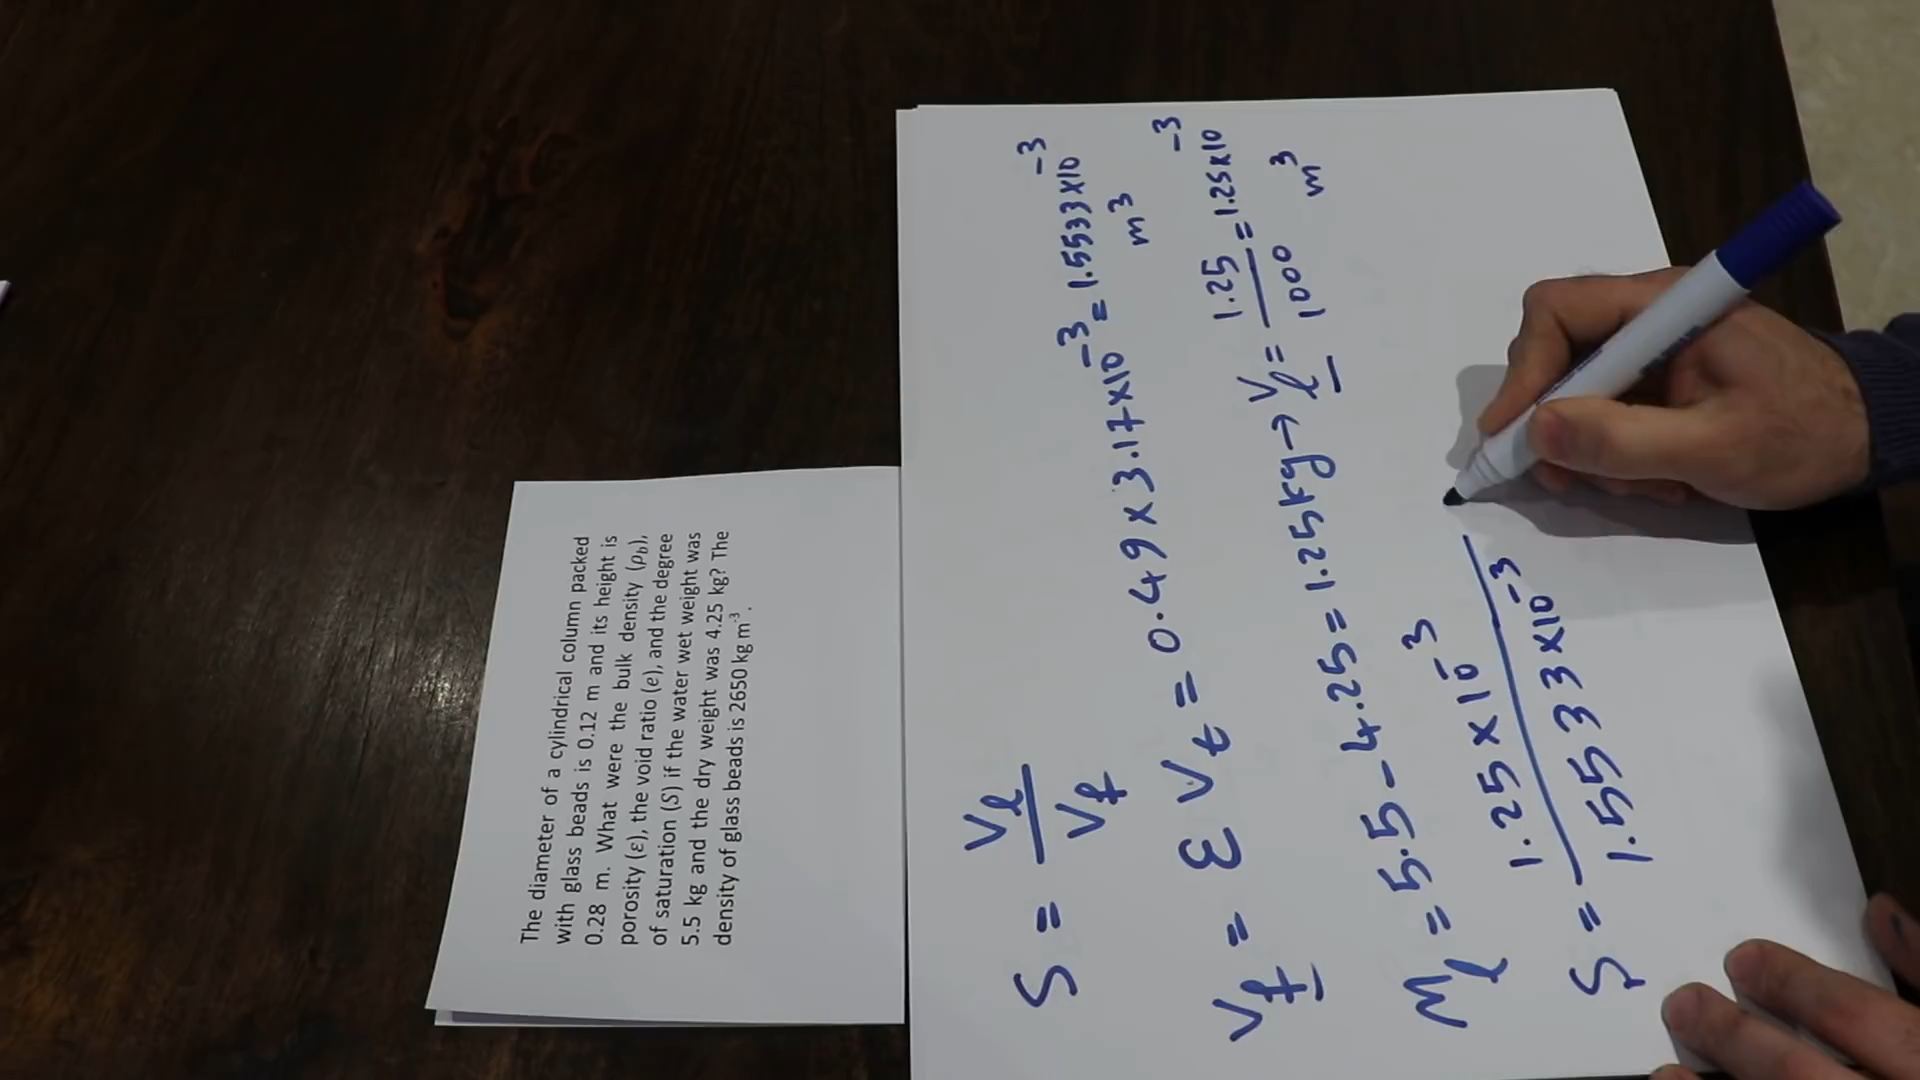 The diameter of a cylindrical column packed
with glass beads is 0.12 m and its height is
0.28 m. What were the bulk density (ρb),
porosity (ε), the void ratio (e), and the degree
of saturation (S) if the water wet weight was
5.5 kg and the dry weight was 4.25 kg? The
density of glass beads is 2650 kg m⁻³.
S = Vl / Vf
Vf = ε Vt = 0.49 × 3.17 × 10⁻³ = 1.5533 × 10⁻³ m³
Ml = 5.5 - 4.25 = 1.25 kg → Vl = 1.25 / 1000 = 1.25 × 10⁻³ m³
S = 1.25 × 10⁻³ / 1.5533 × 10⁻³